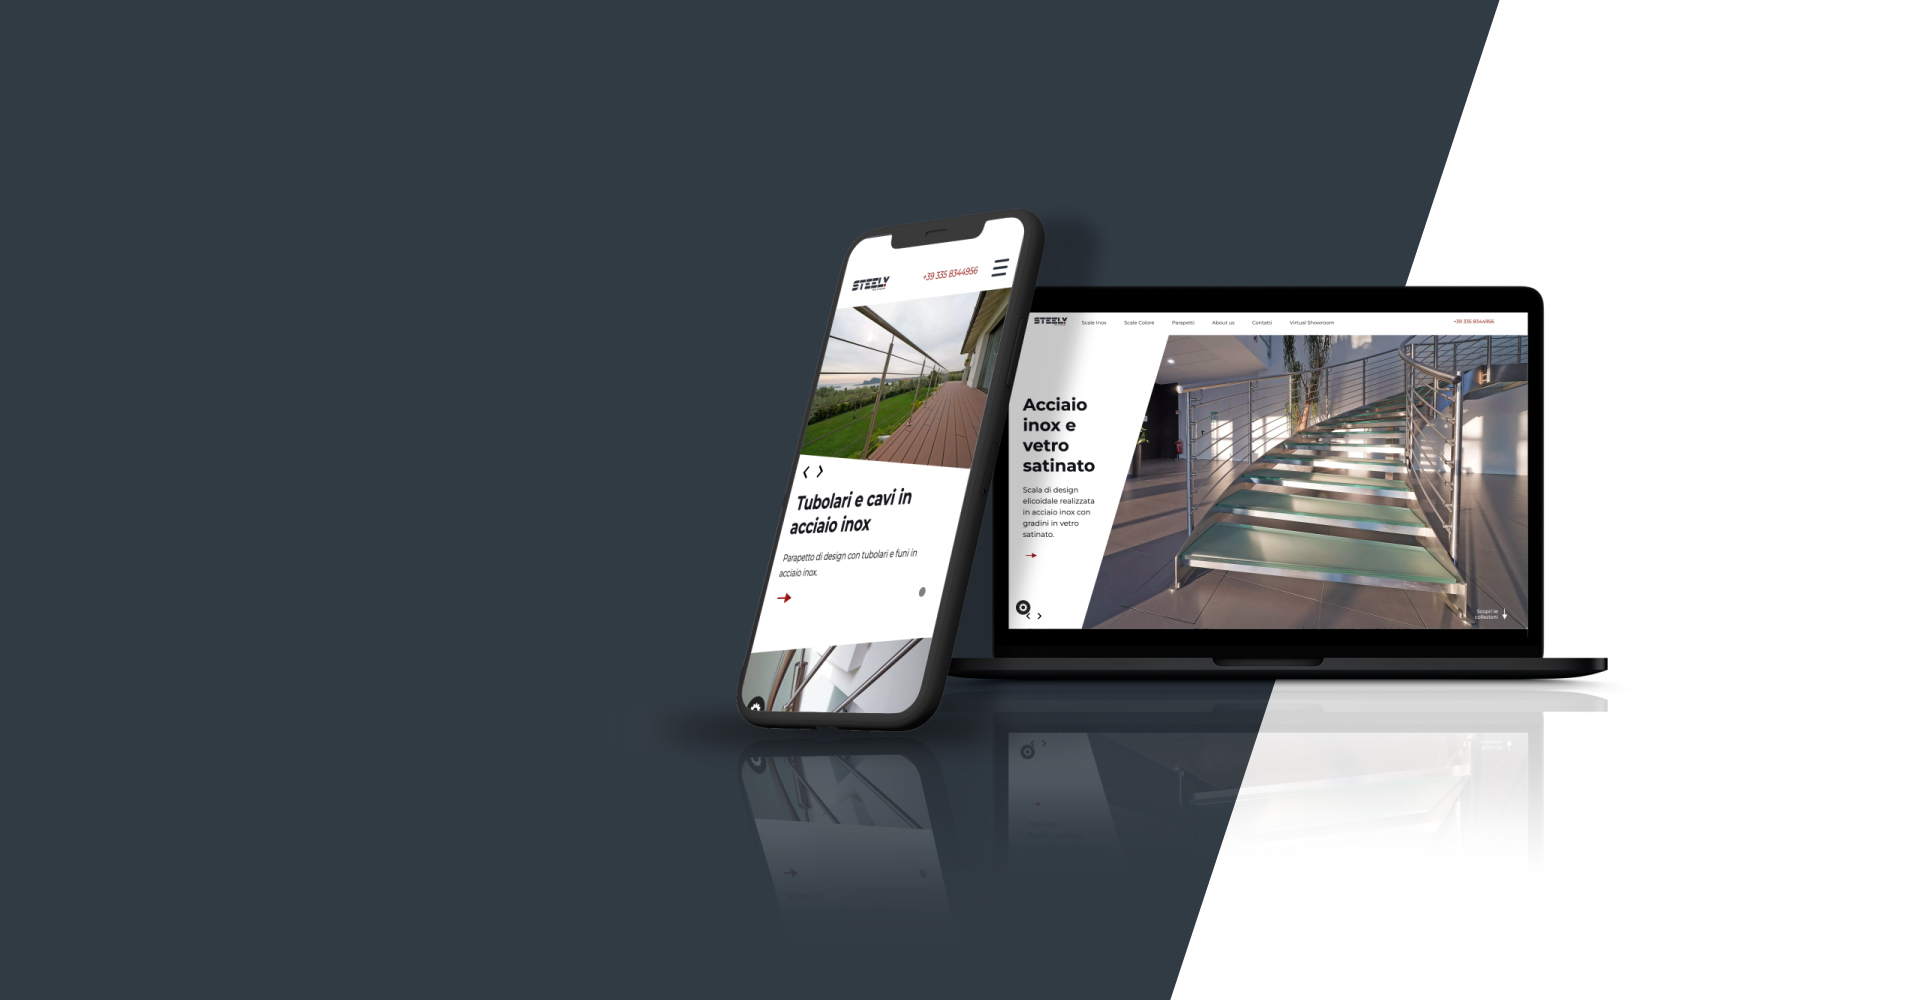 STEELY
+39 335 8344956
Tubolari e cavi in
acciaio inox
Parapetto di design con tubolari e funi in
acciaio inox.
STEELY
Scale Inox
Scale Colore
Parapetti
About us
Contatti
Virtual Showroom
+39 335 8344956
Acciaio
inox e
vetro
satinato
Scala di design
elicoidale realizzata
in acciaio inox con
gradini in vetro
satinato.
Scopri le
collezioni